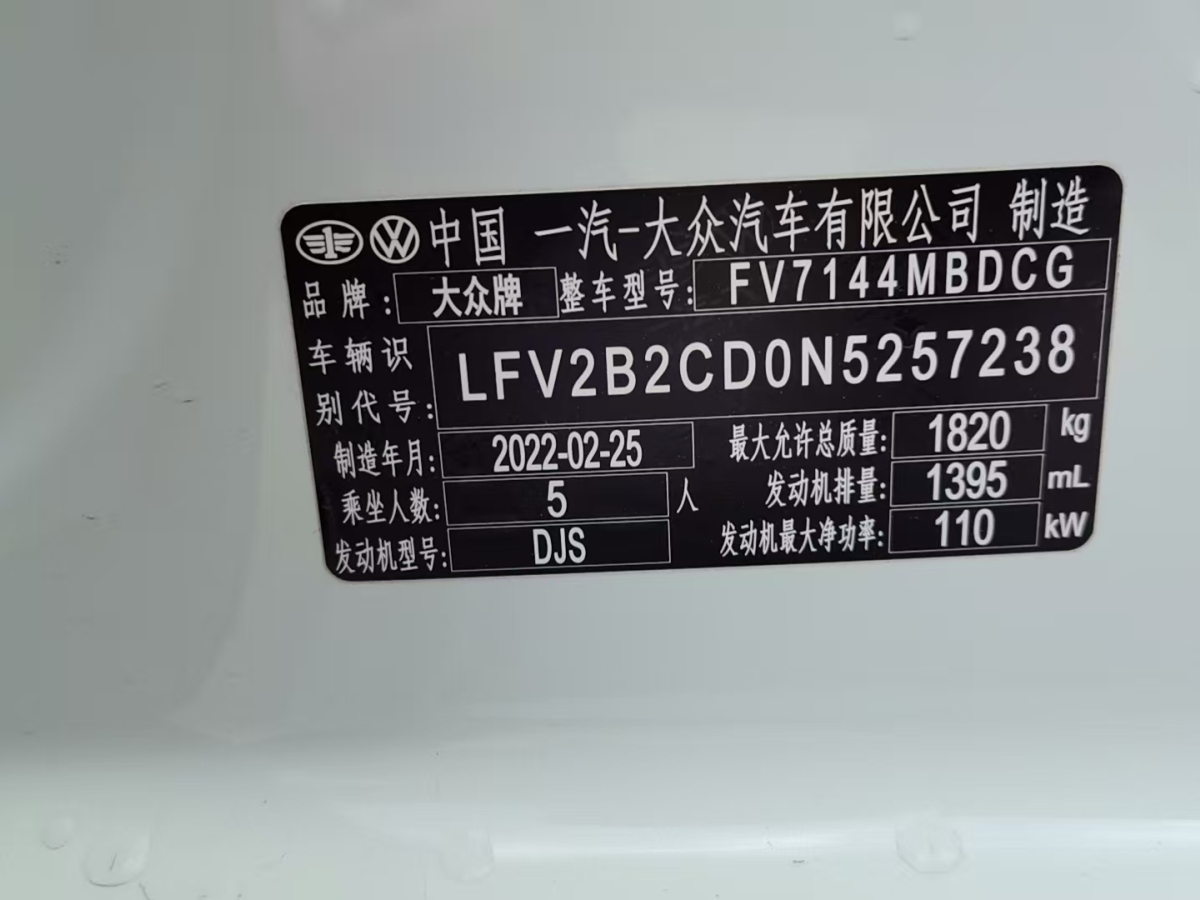 中国 一汽-大众汽车有限公司 制造
品牌: 大众牌 整车型号: FV7144MBDCG
车辆识别代号: LFV2B2CD0N5257238
制造年月: 2022-02-25 最大允许总质量: 1820 kg
乘坐人数: 5 人 发动机排量: 1395 mL
发动机型号: DJS 发动机最大净功率: 110 kW